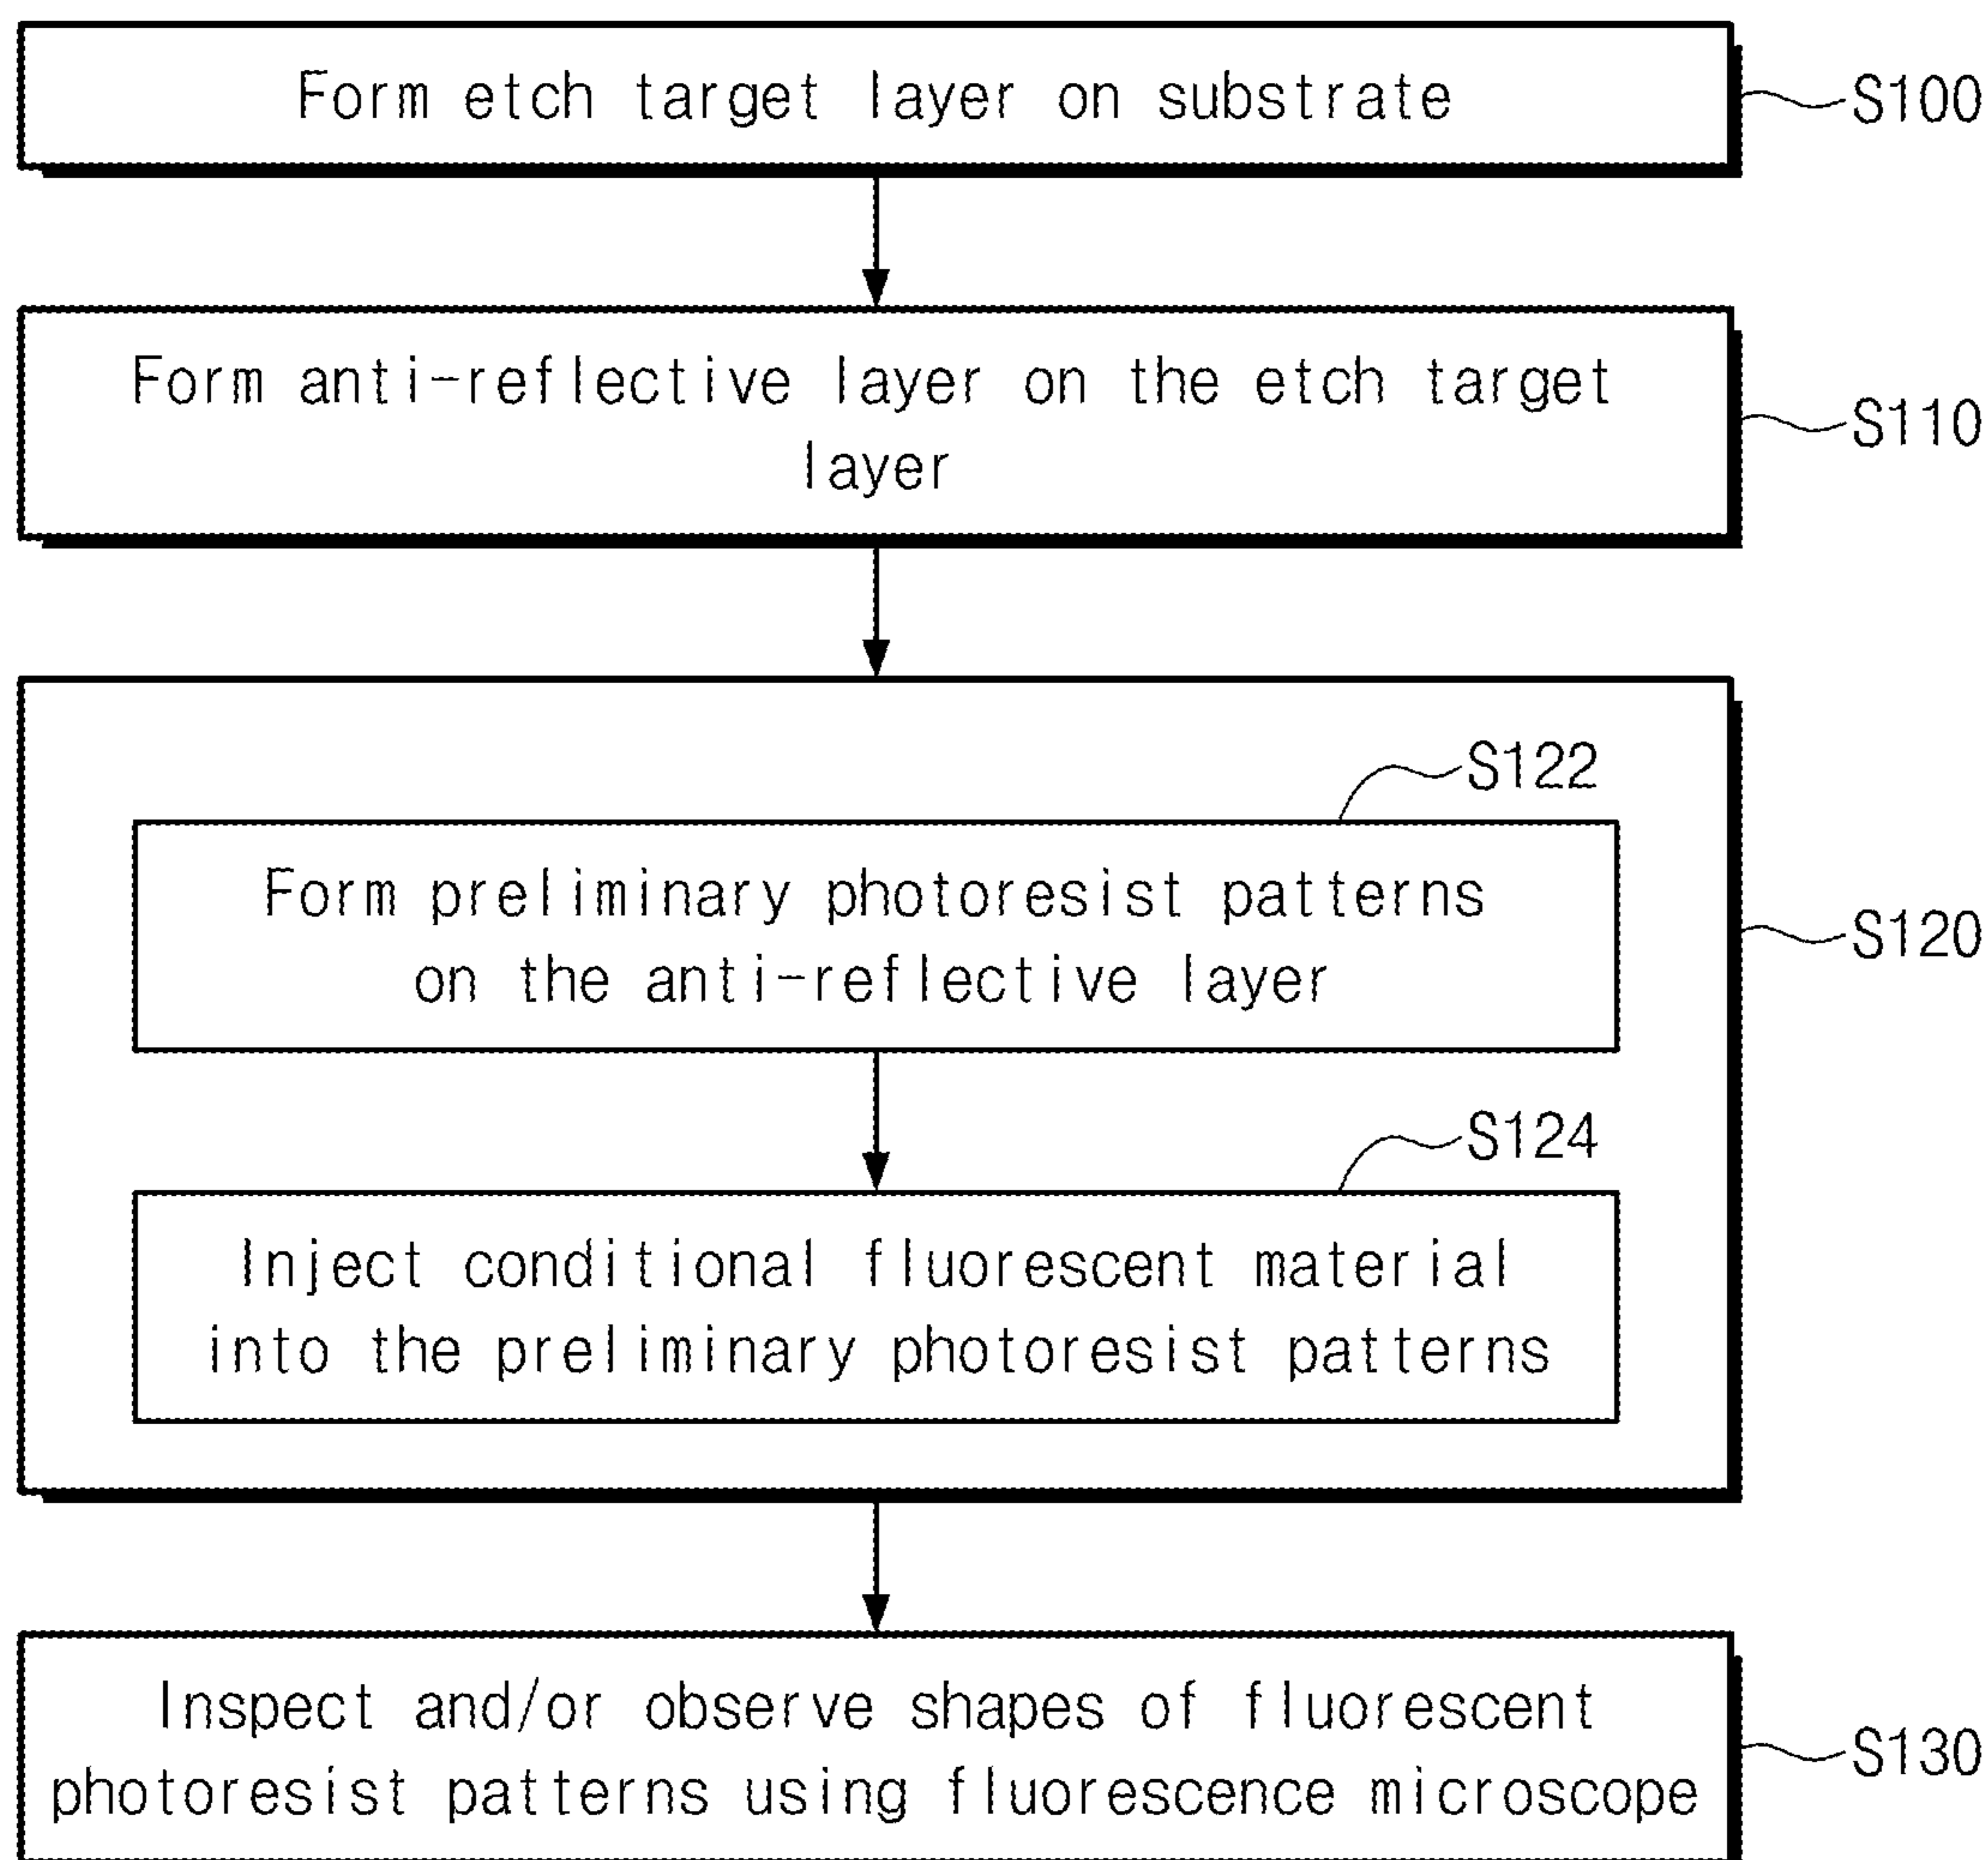 Form etch target layer on substrate
S100
Form anti-reflective layer on the etch target
layer
S110
S122
Form preliminary photoresist patterns
on the anti-reflective layer
S120
S124
Inject conditional fluorescent material
into the preliminary photoresist patterns
Inspect and/or observe shapes of fluorescent
photoresist patterns using fluorescence microscope
S130